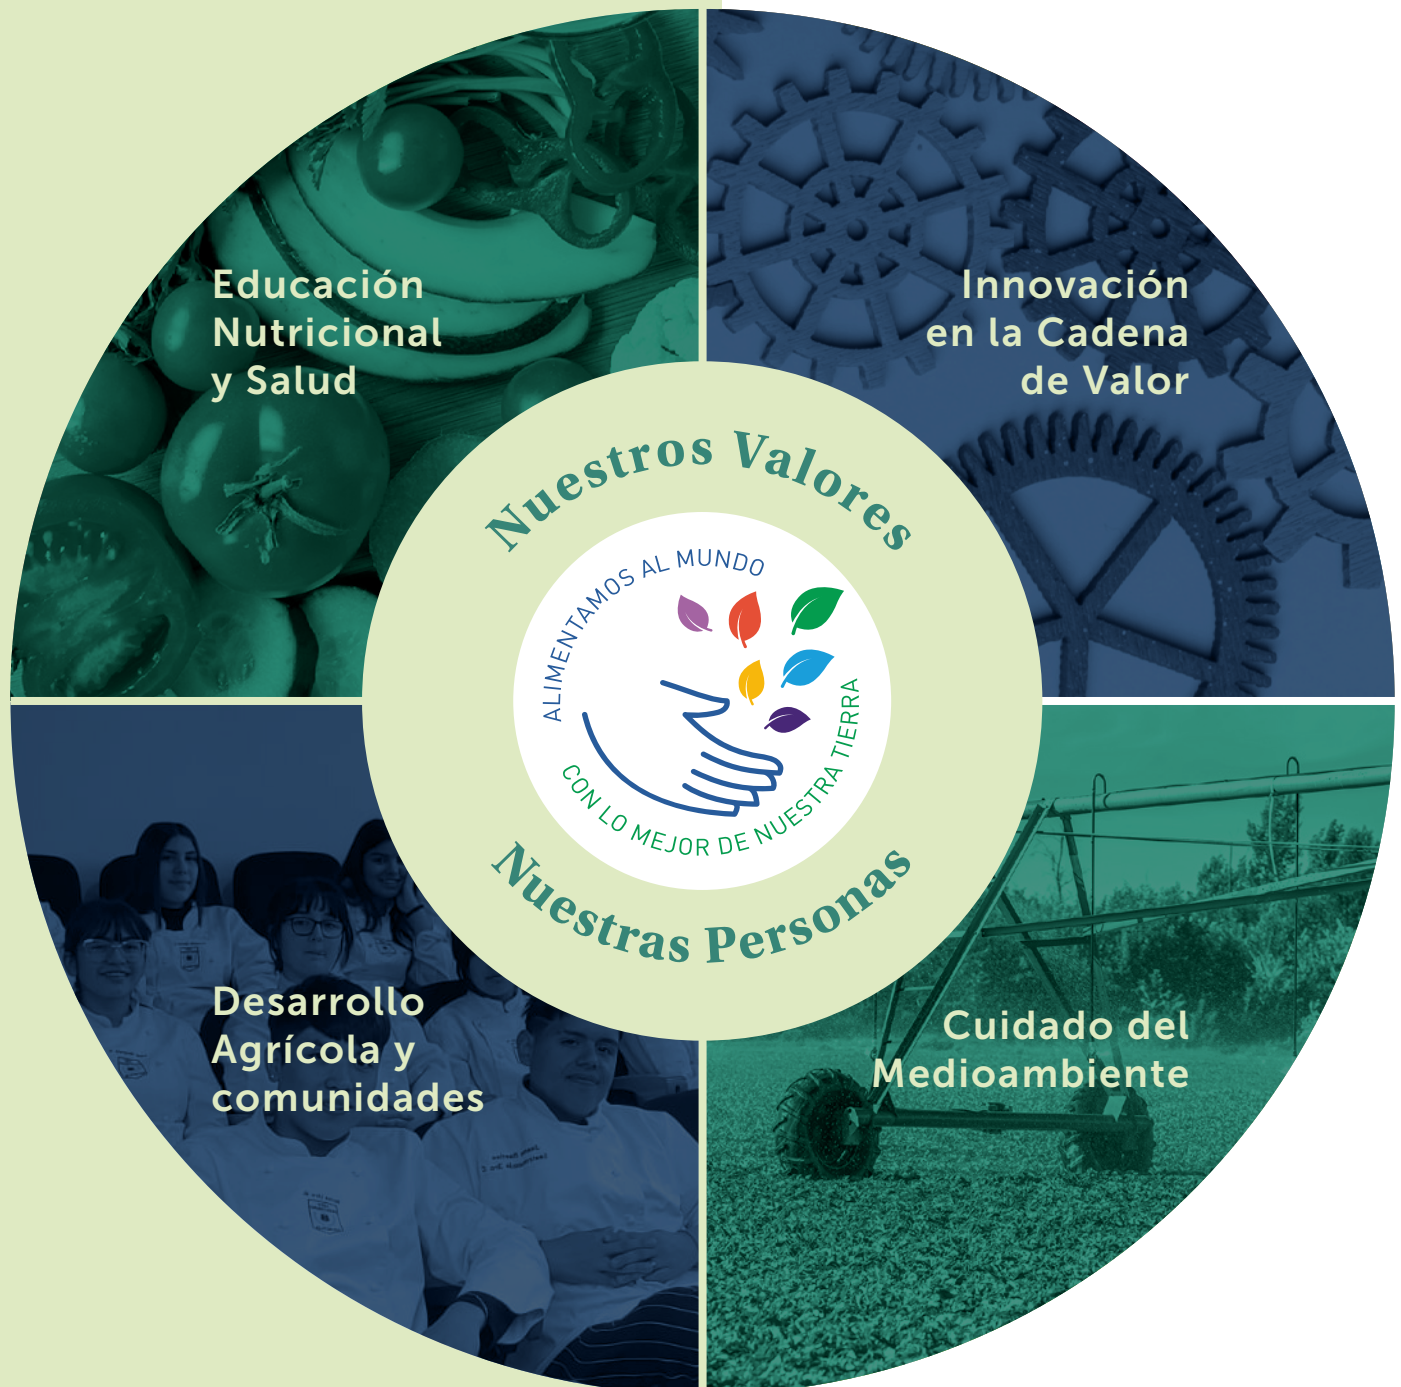 Educación
Nutricional
y Salud
Innovación
en la Cadena
de Valor
Nuestros Valores
ALIMENTAMOS AL MUNDO
CON LO MEJOR DE NUESTRA TIERRA
Nuestras Personas
Desarrollo
Agrícola y
comunidades
Cuidado del
Medioambiente